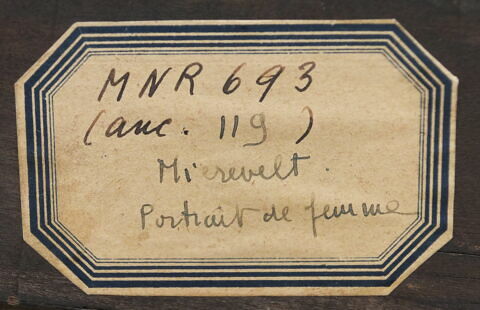 MNR 693
(anc. 119)
Mierevelt.
Portrait de femme